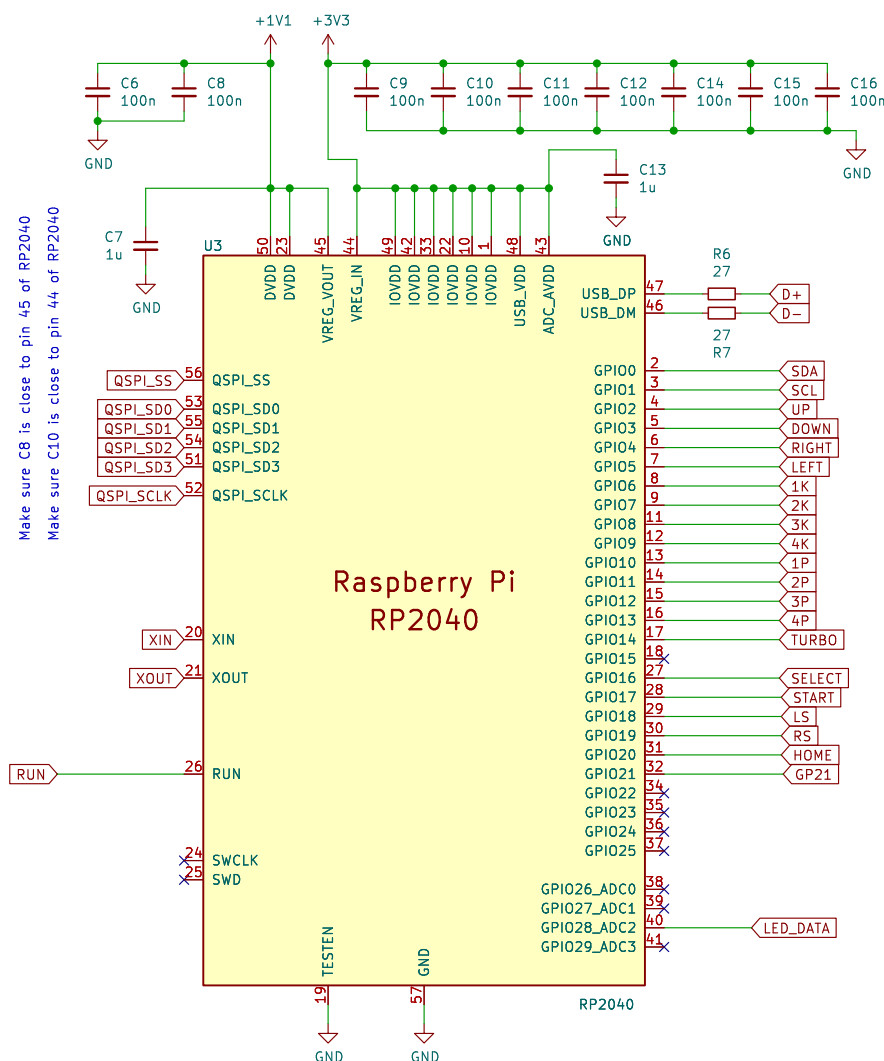 +1V1
+3V3
C6
100n
C8
100n
C9
100n
C10
100n
C11
100n
C12
100n
C14
100n
C15
100n
C16
100n
GND
GND
C13
1u
GND
C7
1u
GND
Make sure C8 is close to pin 45 of RP2040
Make sure C10 is close to pin 44 of RP2040
U3
50
23
45
44
49
42
33
22
10
1
48
43
DVDD
DVDD
VREG_VOUT
VREG_IN
IOVDD
IOVDD
IOVDD
IOVDD
IOVDD
IOVDD
USB_VDD
ADC_AVDD
R6
27
USB_DP 47 D+
USB_DM 46 D-
27
R7
QSPI_SS 56 QSPI_SS
QSPI_SD0 53 QSPI_SD0
QSPI_SD1 55 QSPI_SD1
QSPI_SD2 54 QSPI_SD2
QSPI_SD3 51 QSPI_SD3
QSPI_SCLK 52 QSPI_SCLK
XIN 20 XIN
XOUT 21 XOUT
RUN 26 RUN
24 SWCLK
25 SWD
Raspberry Pi
RP2040
GPIO0 2 SDA
GPIO1 3 SCL
GPIO2 4 UP
GPIO3 5 DOWN
GPIO4 6 RIGHT
GPIO5 7 LEFT
GPIO6 8 1K
GPIO7 9 2K
GPIO8 11 3K
GPIO9 12 4K
GPIO10 13 1P
GPIO11 14 2P
GPIO12 15 3P
GPIO13 16 4P
GPIO14 17 TURBO
GPIO15 18
GPIO16 27 SELECT
GPIO17 28 START
GPIO18 29 LS
GPIO19 30 RS
GPIO20 31 HOME
GPIO21 32 GP21
GPIO22 34
GPIO23 35
GPIO24 36
GPIO25 37
GPIO26_ADC0 38
GPIO27_ADC1 39
GPIO28_ADC2 40 LED_DATA
GPIO29_ADC3 41
TESTEN
19
GND
GND
57
GND
RP2040